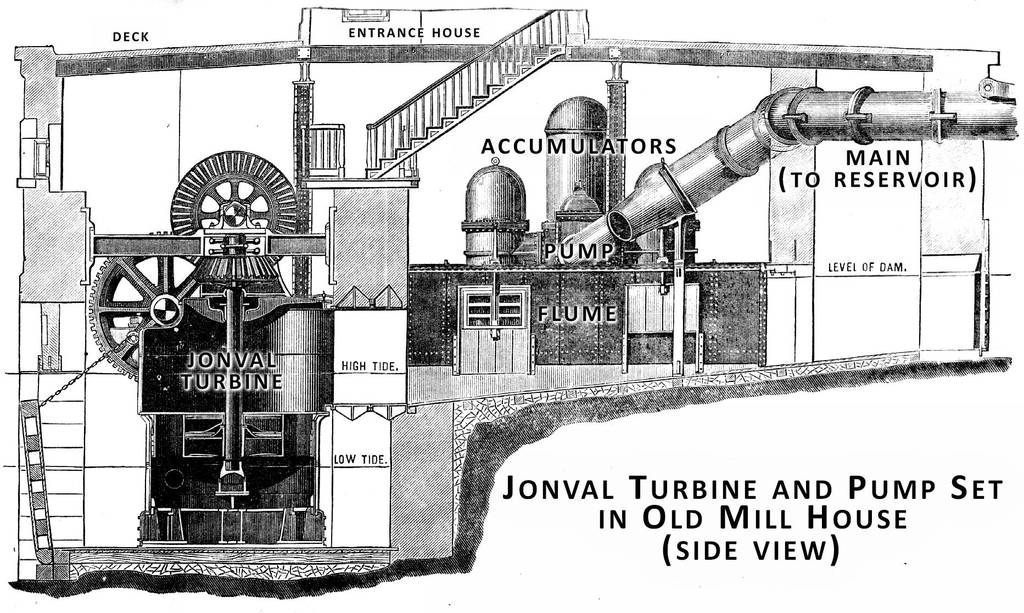 DECK
ENTRANCE HOUSE
ACCUMULATORS
MAIN
(TO RESERVOIR)
PUMP
LEVEL OF DAM.
FLUME
JONVAL
TURBINE
HIGH TIDE.
LOW TIDE.
JONVAL TURBINE AND PUMP SET
IN OLD MILL HOUSE
(SIDE VIEW)